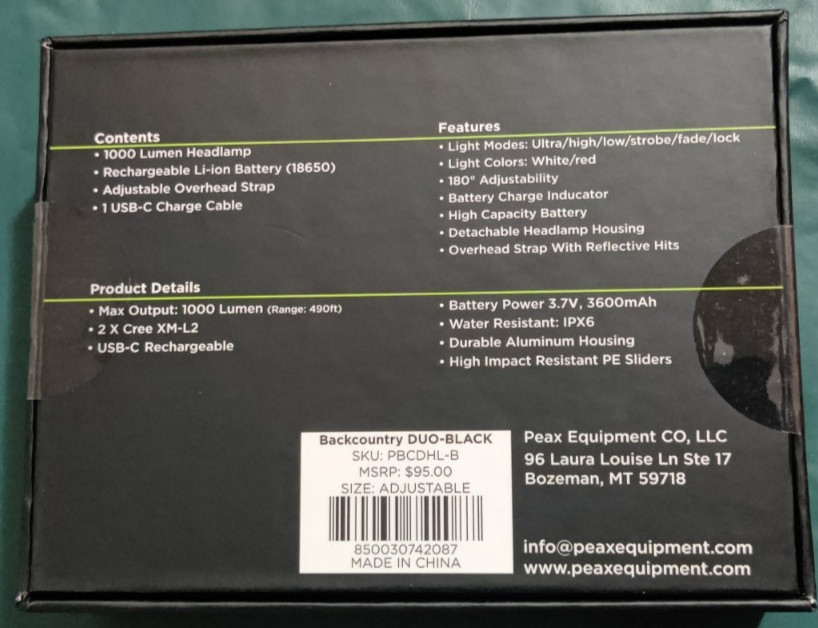 Contents
• 1000 Lumen Headlamp
• Rechargeable Li-ion Battery (18650)
• Adjustable Overhead Strap
• 1 USB-C Charge Cable
Features
• Light Modes: Ultra/high/low/strobe/fade/lock
• Light Colors: White/red
• 180° Adjustability
• Battery Charge Inducator
• High Capacity Battery
• Detachable Headlamp Housing
• Overhead Strap With Reflective Hits
Product Details
• Max Output: 1000 Lumen (Range: 490ft)
• 2 X Cree XM-L2
• USB-C Rechargeable
• Battery Power 3.7V, 3600mAh
• Water Resistant: IPX6
• Durable Aluminum Housing
• High Impact Resistant PE Sliders
Backcountry DUO-BLACK
SKU: PBCDHL-B
MSRP: $95.00
SIZE: ADJUSTABLE
850030742087
MADE IN CHINA
Peax Equipment CO, LLC
96 Laura Louise Ln Ste 17
Bozeman, MT 59718
info@peaxequipment.com
www.peaxequipment.com